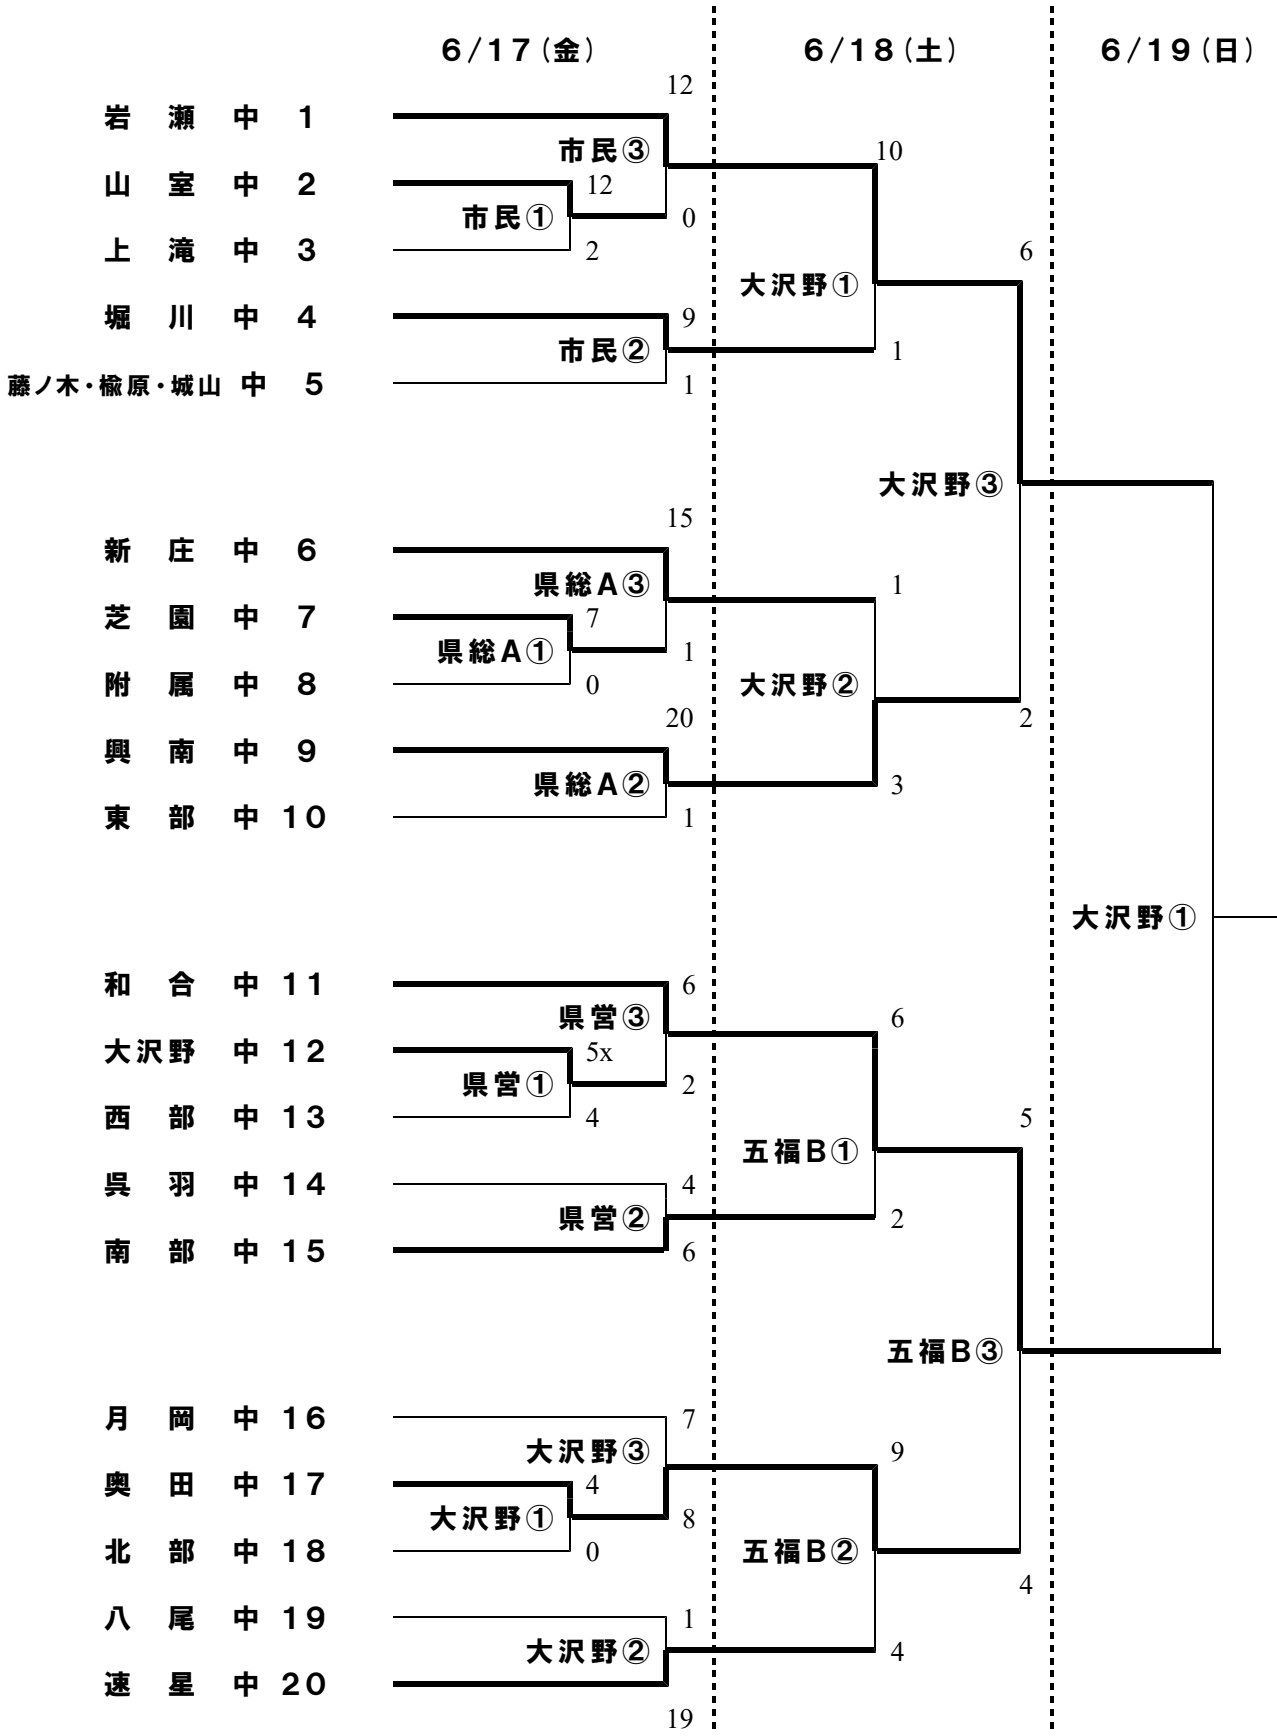 6/17(金) 6/18(土) 6/19(日)
12
岩瀬中 1
市民③ 10
山室中 2 12
市民① 0
上滝中 3 2 6
大沢野①
堀川中 4 9
市民② 1
藤ノ木・楡原・城山 中 5 1
大沢野③
15
新庄中 6
県総A③ 1
芝園中 7 7
県総A① 1
附属中 8 0 大沢野②
20 2
興南中 9
県総A② 3
東部中 10 1
大沢野①
和合中 11 6
県営③ 6
大沢野中 12 5x
県営① 2
西部中 13 4 5
五福B①
呉羽中 14 4
県営② 2
南部中 15 6
五福B③
月岡中 16 7
大沢野③ 9
奥田中 17 4
大沢野① 8
北部中 18 0 五福B②
4
八尾中 19 1
大沢野② 4
速星中 20
19